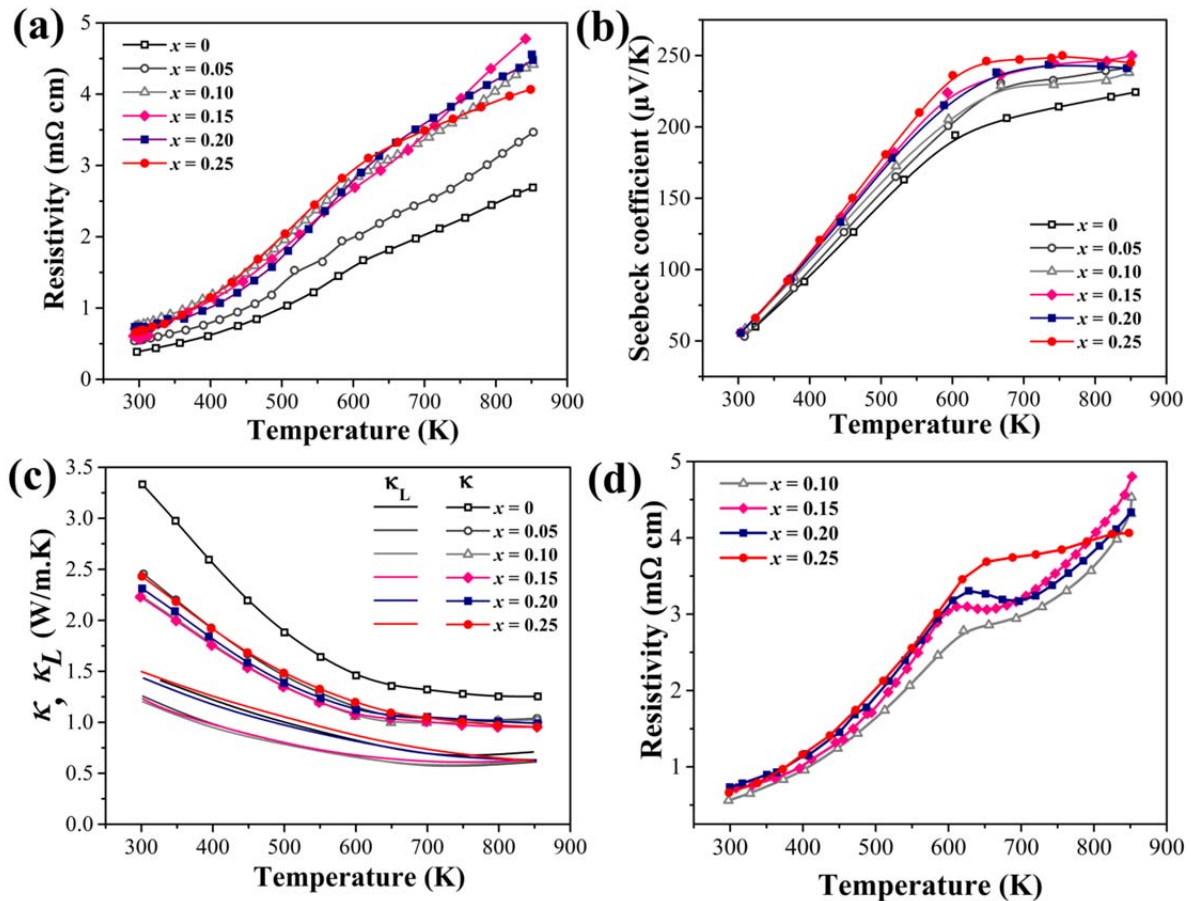 (a)
Resistivity (mΩ cm)
5
4
3
2
1
0
x = 0
x = 0.05
x = 0.10
x = 0.15
x = 0.20
x = 0.25
300 400 500 600 700 800 900
Temperature (K)
(b)
Seebeck coefficient (µV/K)
250
200
150
100
50
x = 0
x = 0.05
x = 0.10
x = 0.15
x = 0.20
x = 0.25
300 400 500 600 700 800 900
Temperature (K)
(c)
κ, κL (W/m.K)
3.5
3.0
2.5
2.0
1.5
1.0
0.5
0.0
κL κ
x = 0
x = 0.05
x = 0.10
x = 0.15
x = 0.20
x = 0.25
300 400 500 600 700 800 900
Temperature (K)
(d)
Resistivity (mΩ cm)
5
4
3
2
1
x = 0.10
x = 0.15
x = 0.20
x = 0.25
300 400 500 600 700 800 900
Temperature (K)